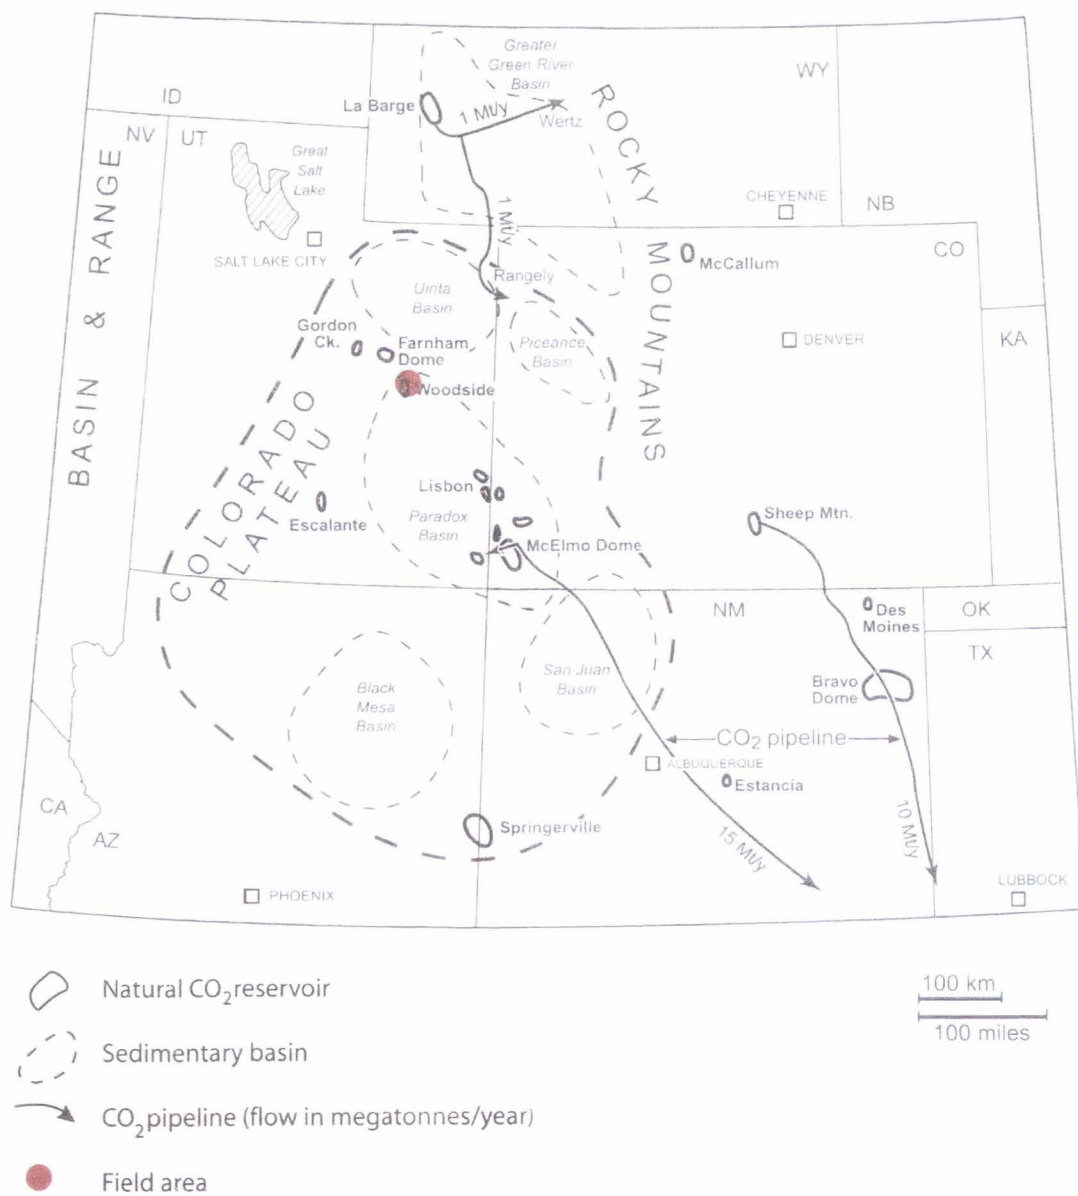 Greater
Green River
Basin
WY
ID
La Barge
1 Mt/y
Wertz
ROCKY
MOUNTAINS
NV
UT
Great
Salt
Lake
CHEYENNE
NB
1 Mt/y
SALT LAKE CITY
CO
McCallum
Rangely
Uinta
Basin
BASIN & RANGE
Gordon
Ck.
Farnham
Dome
Piceance
Basin
DENVER
KA
Woodside
COLORADO
PLATEAU
Lisbon
Escalante
Paradox
Basin
Sheep Mtn.
McElmo Dome
NM
Des
Moines
OK
TX
San Juan
Basin
Black
Mesa
Basin
Bravo
Dome
CO2 pipeline
ALBUQUERQUE
Estancia
CA
AZ
Springerville
15 Mt/y
10 Mt/y
PHOENIX
LUBBOCK
Natural CO2 reservoir
100 km
100 miles
Sedimentary basin
CO2 pipeline (flow in megatonnes/year)
Field area